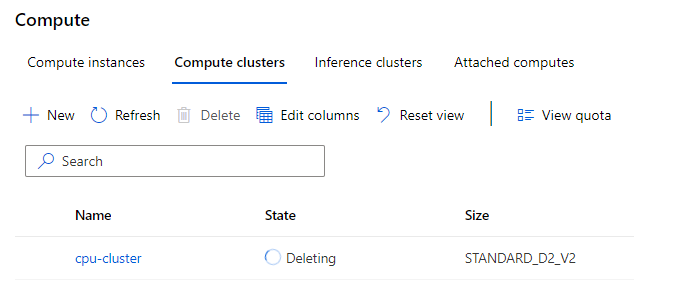 Compute
Compute instances Compute clusters Inference clusters Attached computes
New Refresh Delete Edit columns Reset view View quota
Search
Name State Size
cpu-cluster Deleting STANDARD_D2_V2